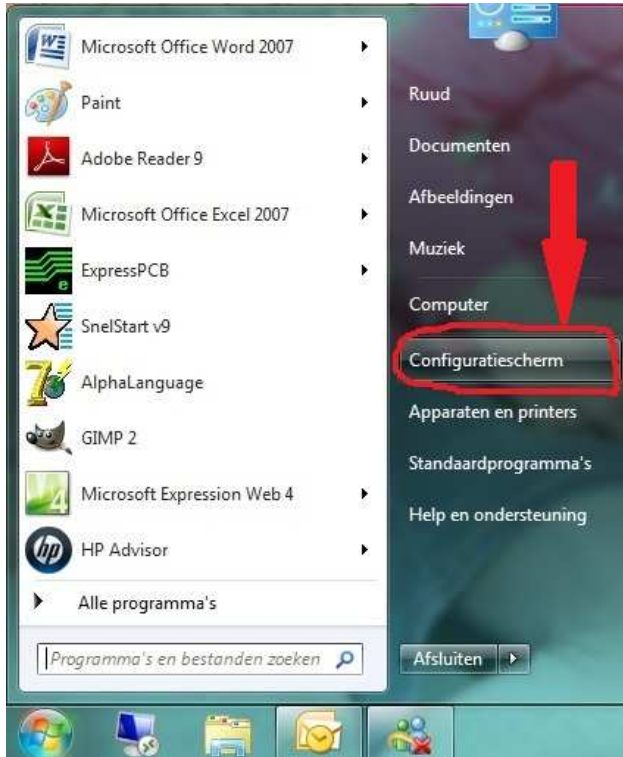 Microsoft Office Word 2007
Paint
Adobe Reader 9
Microsoft Office Excel 2007
ExpressPCB
SnelStart v9
AlphaLanguage
GIMP 2
Microsoft Expression Web 4
HP Advisor
Alle programma's
Programma's en bestanden zoeken
Ruud
Documenten
Afbeeldingen
Muziek
Computer
Configuratiescherm
Apparaten en printers
Standaardprogramma's
Help en ondersteuning
Afsluiten